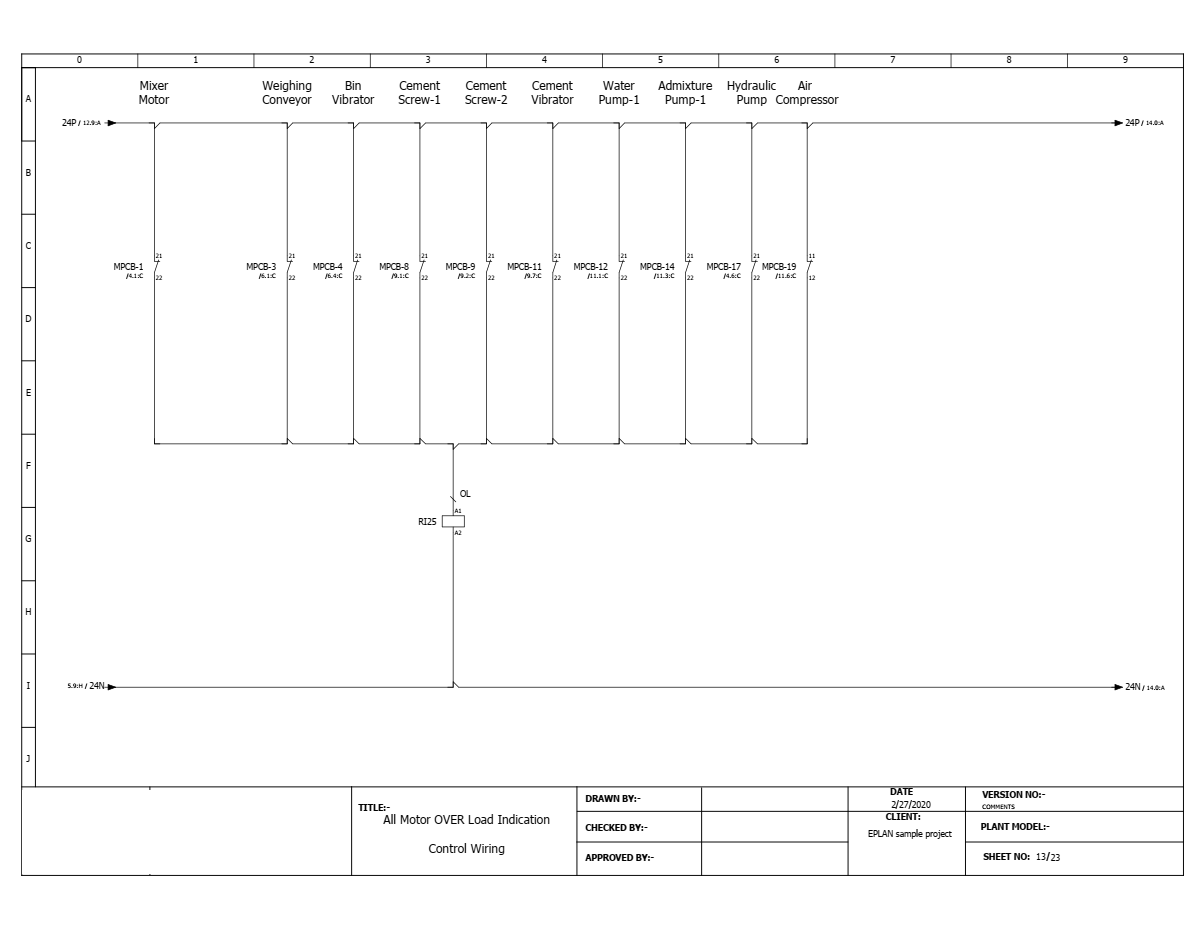 0 1 2 3 4 5 6 7 8 9
A
B
C
D
E
F
G
H
I
J
Mixer
Motor
Weighing
Conveyor
Bin
Vibrator
Cement
Screw-1
Cement
Screw-2
Cement
Vibrator
Water
Pump-1
Admixture
Pump-1
Hydraulic
Pump
Air
Compressor
24P / 12.9:A
24P / 14.0:A
MPCB-1
/4.1:C
21
22
MPCB-3
/6.1:C
21
22
MPCB-4
/6.4:C
21
22
MPCB-8
/9.1:C
21
22
MPCB-9
/9.2:C
21
22
MPCB-11
/9.7:C
21
22
MPCB-12
/11.1:C
21
22
MPCB-14
/11.3:C
21
22
MPCB-17
/4.6:C
21
22
MPCB-19
/11.6:C
11
12
OL
A1
RI25
A2
5.9:H / 24N
24N / 14.0:A
TITLE:-
All Motor OVER Load Indication
Control Wiring
DRAWN BY:-
CHECKED BY:-
APPROVED BY:-
DATE
2/27/2020
CLIENT:
EPLAN sample project
VERSION NO:-
COMMENTS
PLANT MODEL:-
SHEET NO: 13/23